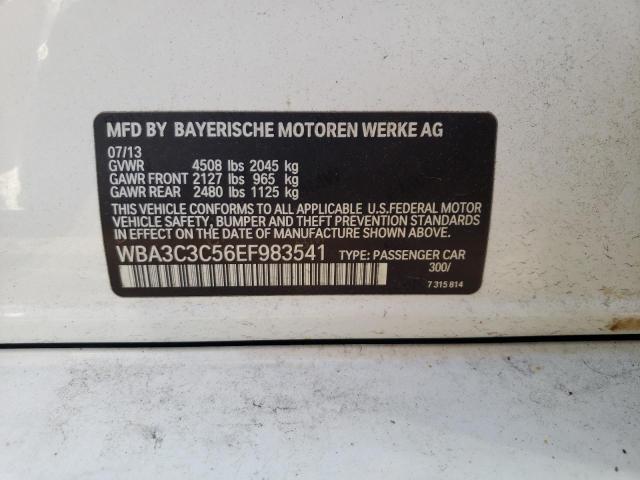 MFD BY BAYERISCHE MOTOREN WERKE AG
07/13
GVWR 4508 lbs 2045 kg
GAWR FRONT 2127 lbs 965 kg
GAWR REAR 2480 lbs 1125 kg
THIS VEHICLE CONFORMS TO ALL APPLICABLE U.S.FEDERAL MOTOR
VEHICLE SAFETY, BUMPER AND THEFT PREVENTION STANDARDS
IN EFFECT ON THE DATE OF MANUFACTURE SHOWN ABOVE.
WBA3C3C56EF983541 TYPE: PASSENGER CAR
300/
7 315 814